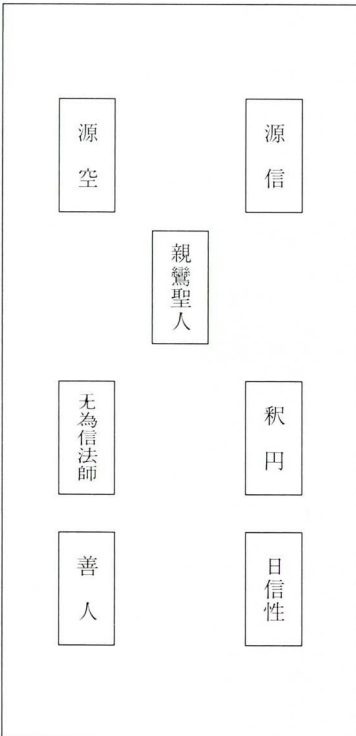 源信
源空
親鸞聖人
釈円
无為信法師
日信性
善人